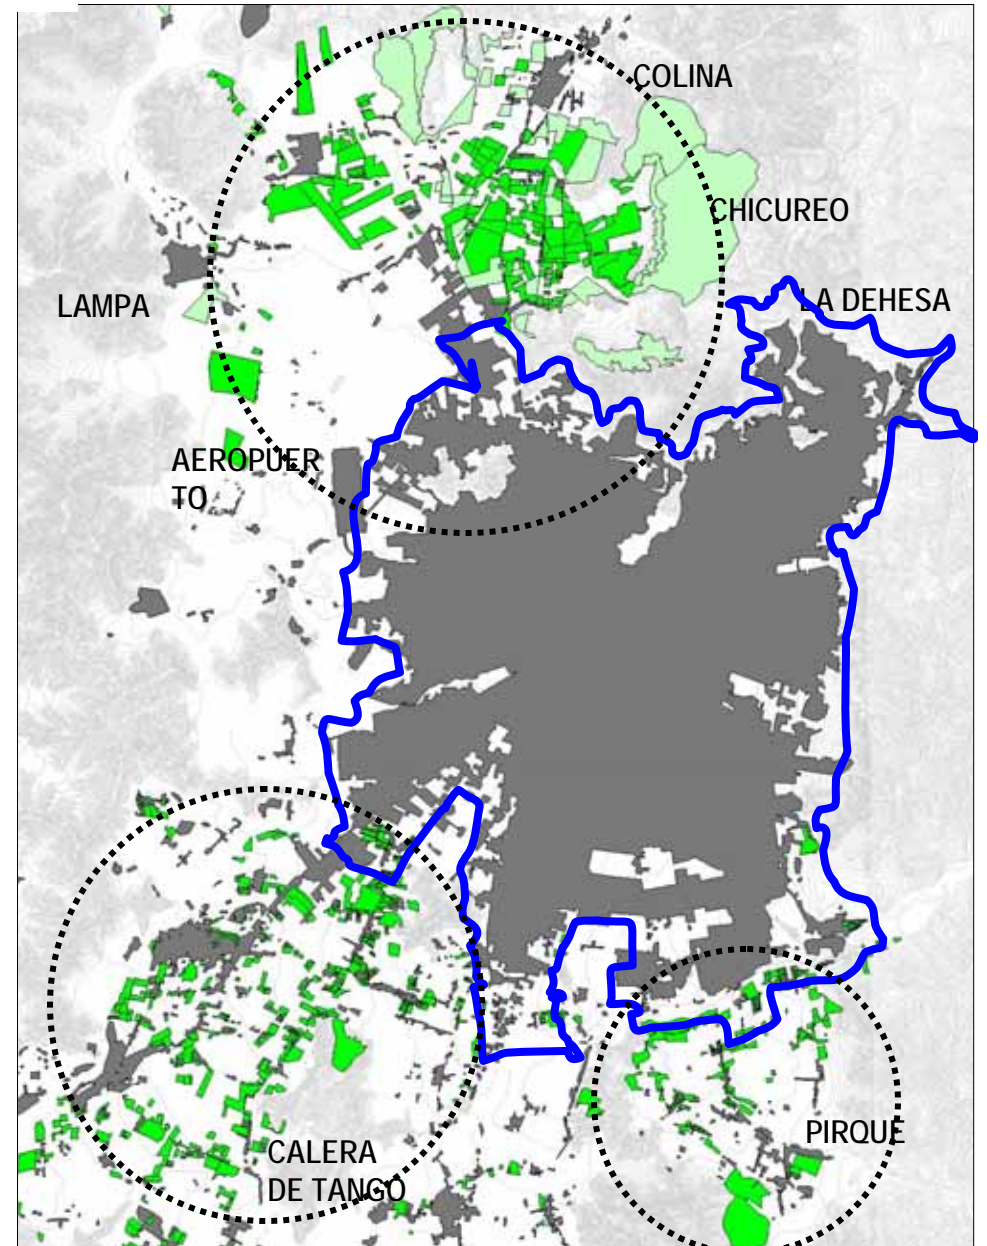 COLINA
CHICUREO
LA DEHESA
LAMPA
AEROPUER
TO
CALERA
DE TANGO
PIRQUE